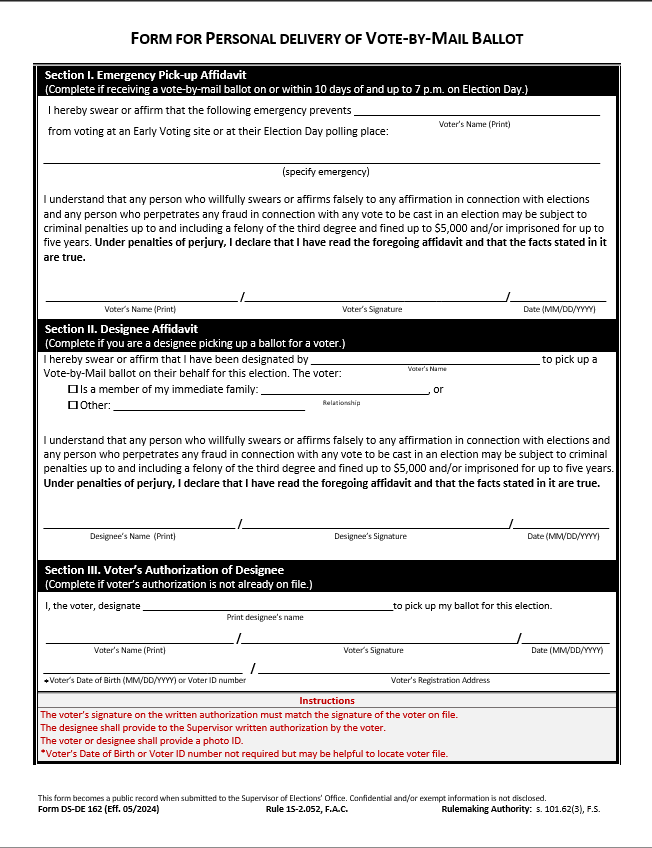 FORM FOR PERSONAL DELIVERY OF VOTE-BY-MAIL BALLOT
Section I. Emergency Pick-up Affidavit
(Complete if receiving a vote-by-mail ballot on or within 10 days of and up to 7 p.m. on Election Day.)
I hereby swear or affirm that the following emergency prevents ____________________
Voter's Name (Print)
from voting at an Early Voting site or at their Election Day polling place:
____________________
(specify emergency)
I understand that any person who willfully swears or affirms falsely to any affirmation in connection with elections
and any person who perpetrates any fraud in connection with any vote to be cast in an election may be subject to
criminal penalties up to and including a felony of the third degree and fined up to $5,000 and/or imprisoned for up to
five years. Under penalties of perjury, I declare that I have read the foregoing affidavit and that the facts stated in it
are true.
____________________ /____________________/____________________
Voter's Name (Print) Voter's Signature Date (MM/DD/YYYY)
Section II. Designee Affidavit
(Complete if you are a designee picking up a ballot for a voter.)
I hereby swear or affirm that I have been designated by ____________________ to pick up a
Voter's Name
Vote-by-Mail ballot on their behalf for this election. The voter:
☐ Is a member of my immediate family: ____________________, or
Relationship
☐ Other: ____________________
I understand that any person who willfully swears or affirms falsely to any affirmation in connection with elections and
any person who perpetrates any fraud in connection with any vote to be cast in an election may be subject to criminal
penalties up to and including a felony of the third degree and fined up to $5,000 and/or imprisoned for up to five years.
Under penalties of perjury, I declare that I have read the foregoing affidavit and that the facts stated in it are true.
____________________ /____________________/____________________
Designee's Name (Print) Designee's Signature Date (MM/DD/YYYY)
Section III. Voter's Authorization of Designee
(Complete if voter's authorization is not already on file.)
I, the voter, designate ____________________to pick up my ballot for this election.
Print designee's name
____________________ /____________________/____________________
Voter's Name (Print) Voter's Signature Date (MM/DD/YYYY)
____________________ / ____________________
*Voter's Date of Birth (MM/DD/YYYY) or Voter ID number Voter's Registration Address
Instructions
The voter's signature on the written authorization must match the signature of the voter on file.
The designee shall provide to the Supervisor written authorization by the voter.
The voter or designee shall provide a photo ID.
*Voter's Date of Birth or Voter ID number not required but may be helpful to locate voter file.
This form becomes a public record when submitted to the Supervisor of Elections' Office. Confidential and/or exempt information is not disclosed.
Form DS-DE 162 (Eff. 05/2024) Rule 1S-2.052, F.A.C. Rulemaking Authority: s. 101.62(3), F.S.